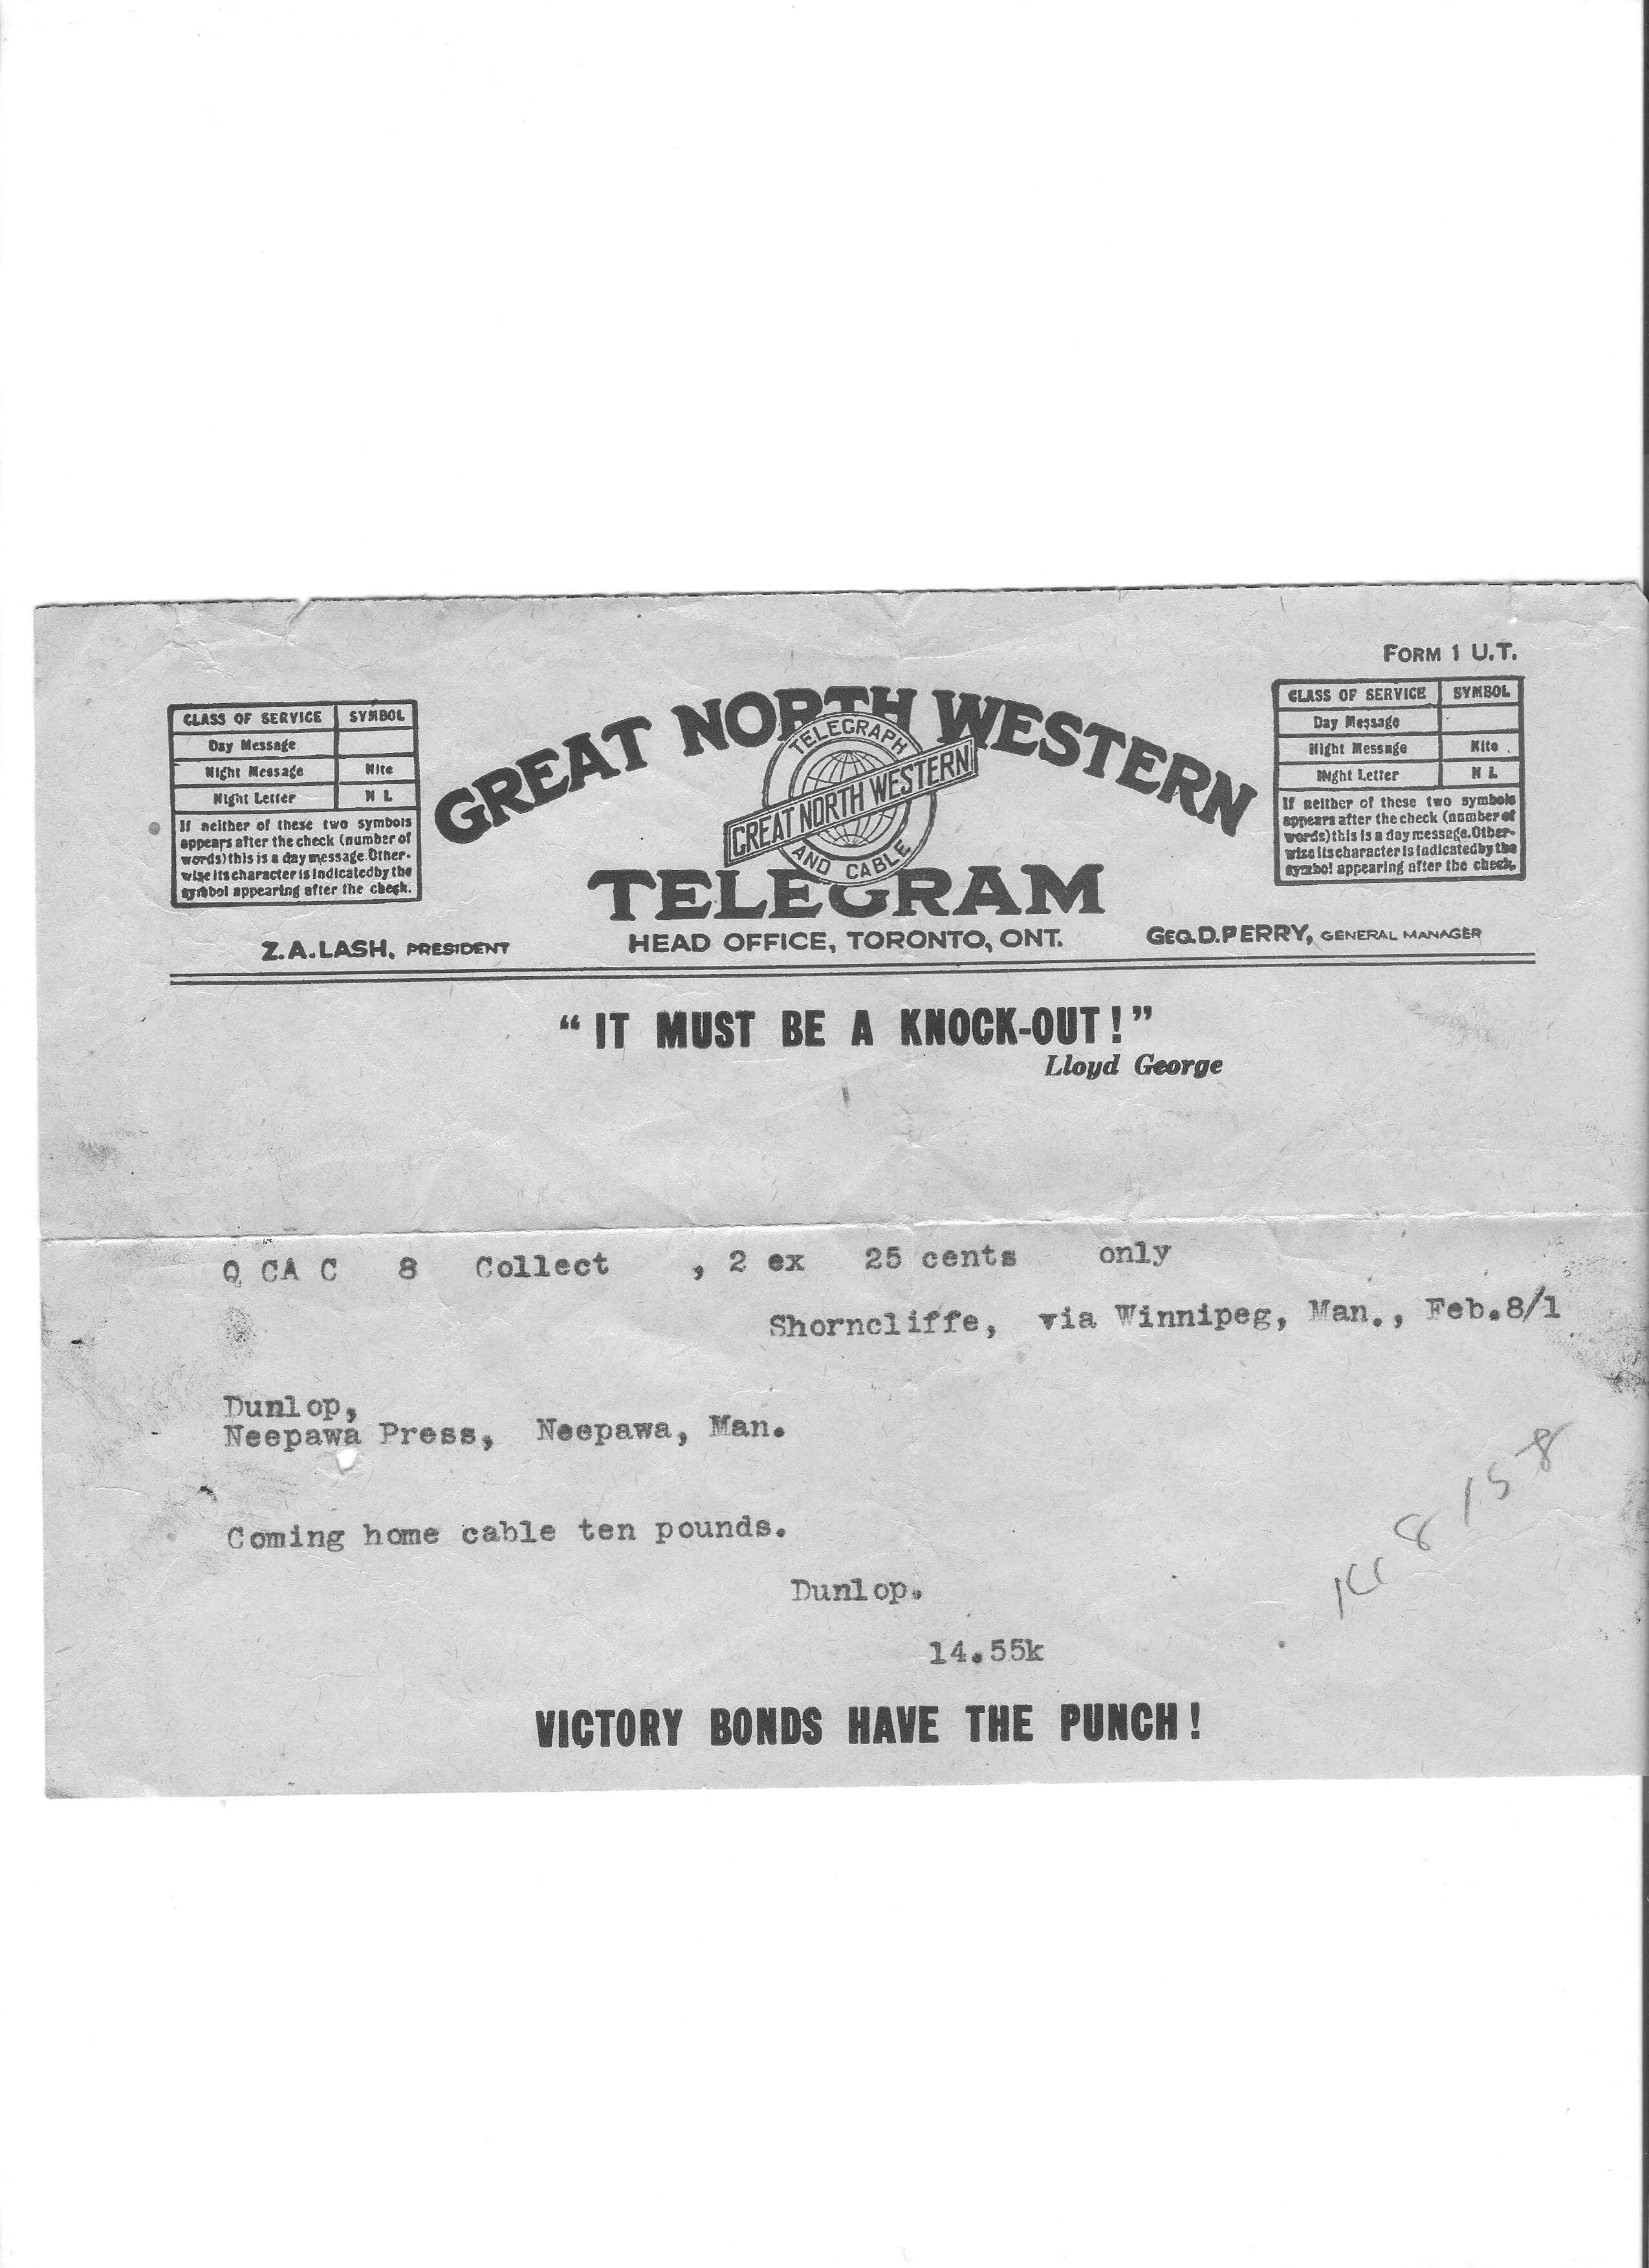 FORM 1 U.T.
CLASS OF SERVICE SYMBOL
Day Message
Night Message Nite
Night Letter N L
If neither of these two symbols
appears after the check (number of
words) this is a day message. Other-
wise its character is indicated by the
symbol appearing after the check.
GREAT NORTH WESTERN
TELEGRAPH
GREAT NORTH WESTERN
AND CABLE
TELEGRAM
CLASS OF SERVICE SYMBOL
Day Message
Night Message Nite
Night Letter N L
If neither of these two symbols
appears after the check (number of
words) this is a day message. Other-
wise its character is indicated by the
symbol appearing after the check.
Z. A. LASH, PRESIDENT
HEAD OFFICE, TORONTO, ONT.
GEO. D. PERRY, GENERAL MANAGER
“IT MUST BE A KNOCK-OUT!”
Lloyd George
Q CA C 8 Collect , 2 ex 25 cents only
Shorncliffe, via Winnipeg, Man., Feb.8/1
Dunlop,
Neepawa Press, Neepawa, Man.
Coming home cable ten pounds.
Dunlop.
14.55k
VICTORY BONDS HAVE THE PUNCH!
8 158